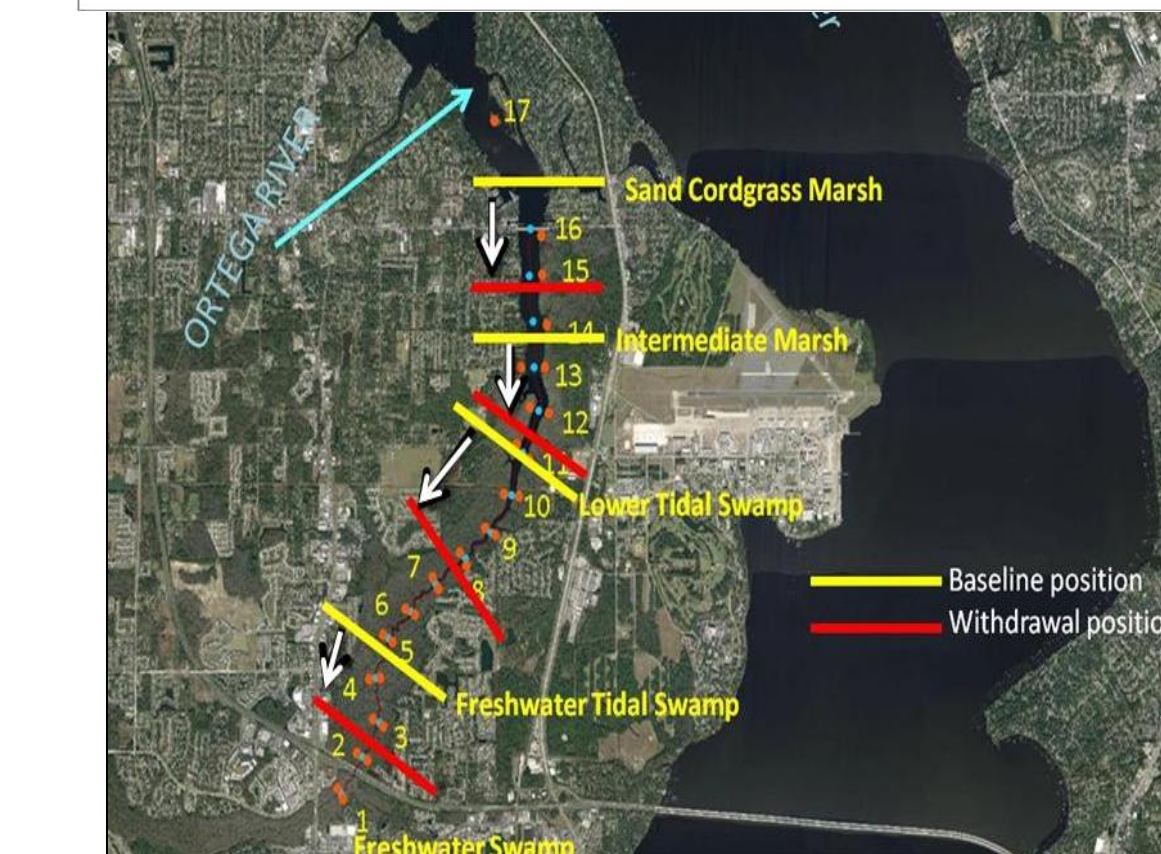 er
17
ORTEGA RIVER
Sand Cordgrass Marsh
16
15
14
Intermediate Marsh
13
12
11
Lower Tidal Swamp
10
9
7
Baseline position
8
6
Withdrawal positio
5
4
Freshwater Tidal Swamp
3
2
1
Freshwater Swamp